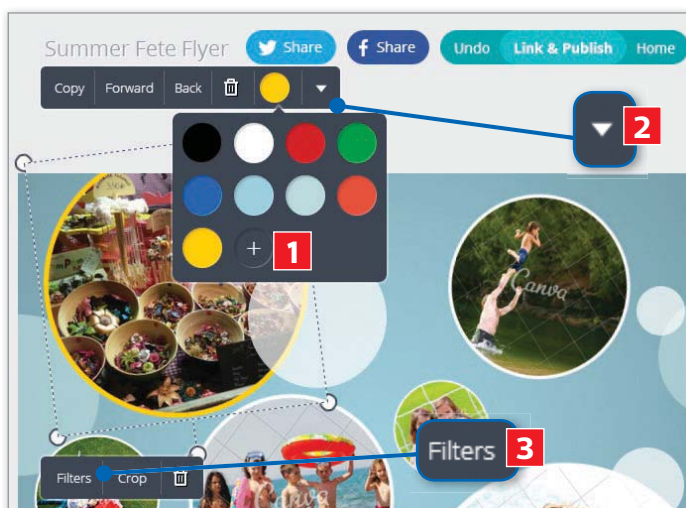 Summer Fete Flyer Share f Share Undo Link & Publish Home
Copy Forward Back
2
+ 1
Canva
Filters 3
Filters Crop
Canva